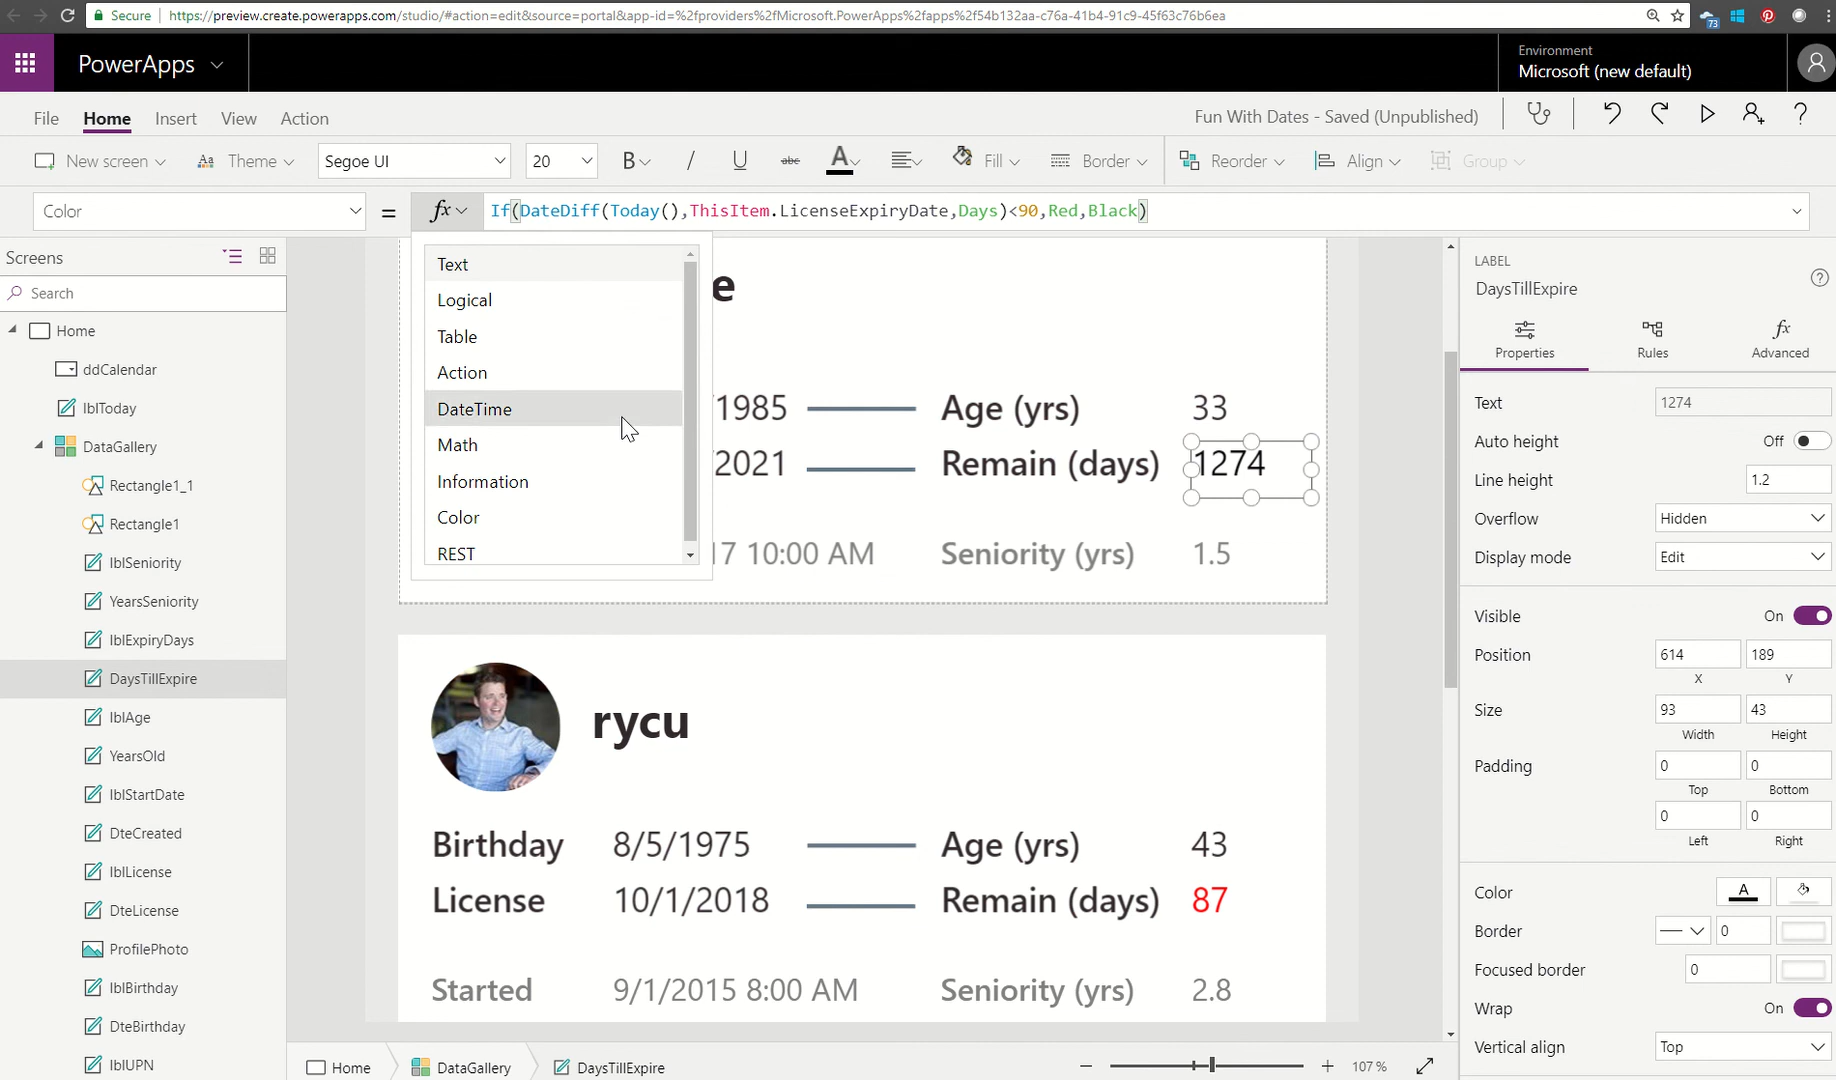 Secure
https://preview.create.powerapps.com/studio/#action=edit&source=portal&app-id=%2fproviders%2fMicrosoft.PowerApps%2fapps%2f54b132aa-c76a-41b4-91c9-45f63c76b6ea
73
PowerApps
Environment
Microsoft (new default)
File Home Insert View Action
Fun With Dates - Saved (Unpublished)
?
New screen Theme Segoe UI 20 B / U abc A Fill Border Reorder Align Group
Color = fx If(DateDiff(Today(),ThisItem.LicenseExpiryDate,Days)<90,Red,Black)
Screens
Search
Home
ddCalendar
lblToday
DataGallery
Rectangle1_1
Rectangle1
lblSeniority
YearsSeniority
lblExpiryDays
DaysTillExpire
lblAge
YearsOld
lblStartDate
DteCreated
lblLicense
DteLicense
ProfilePhoto
lblBirthday
DteBirthday
lblUPN
Text
Logical
Table
Action
DateTime
Math
Information
Color
REST
e
/1985 Age (yrs) 33
/2021 Remain (days) 1274
17 10:00 AM Seniority (yrs) 1.5
rycu
Birthday 8/5/1975 Age (yrs) 43
License 10/1/2018 Remain (days) 87
Started 9/1/2015 8:00 AM Seniority (yrs) 2.8
Home DataGallery DaysTillExpire
107 %
LABEL
DaysTillExpire
?
Properties Rules fx Advanced
Text 1274
Auto height Off
Line height 1.2
Overflow Hidden
Display mode Edit
Visible On
Position 614 189
X Y
Size 93 43
Width Height
Padding 0 0
Top Bottom
0 0
Left Right
Color A
Border 0
Focused border 0
Wrap On
Vertical align Top